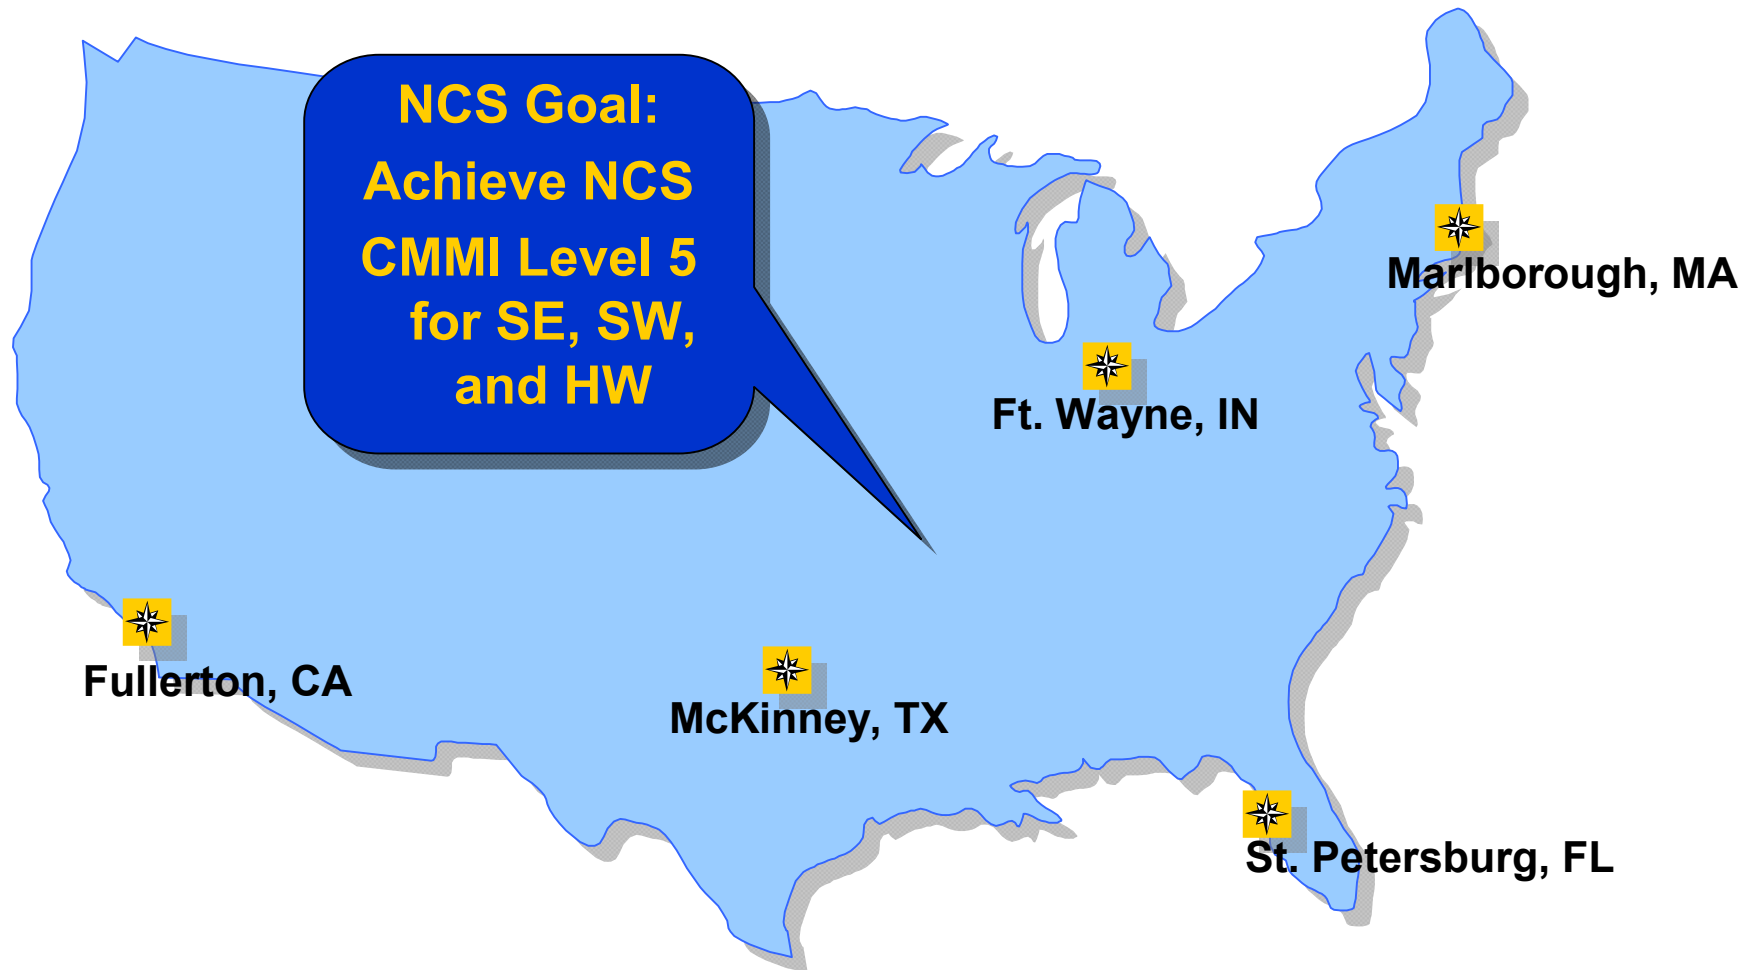 NCS Goal:
Achieve NCS
CMMI Level 5
for SE, SW,
and HW
Marlborough, MA
Ft. Wayne, IN
Fullerton, CA
McKinney, TX
St. Petersburg, FL